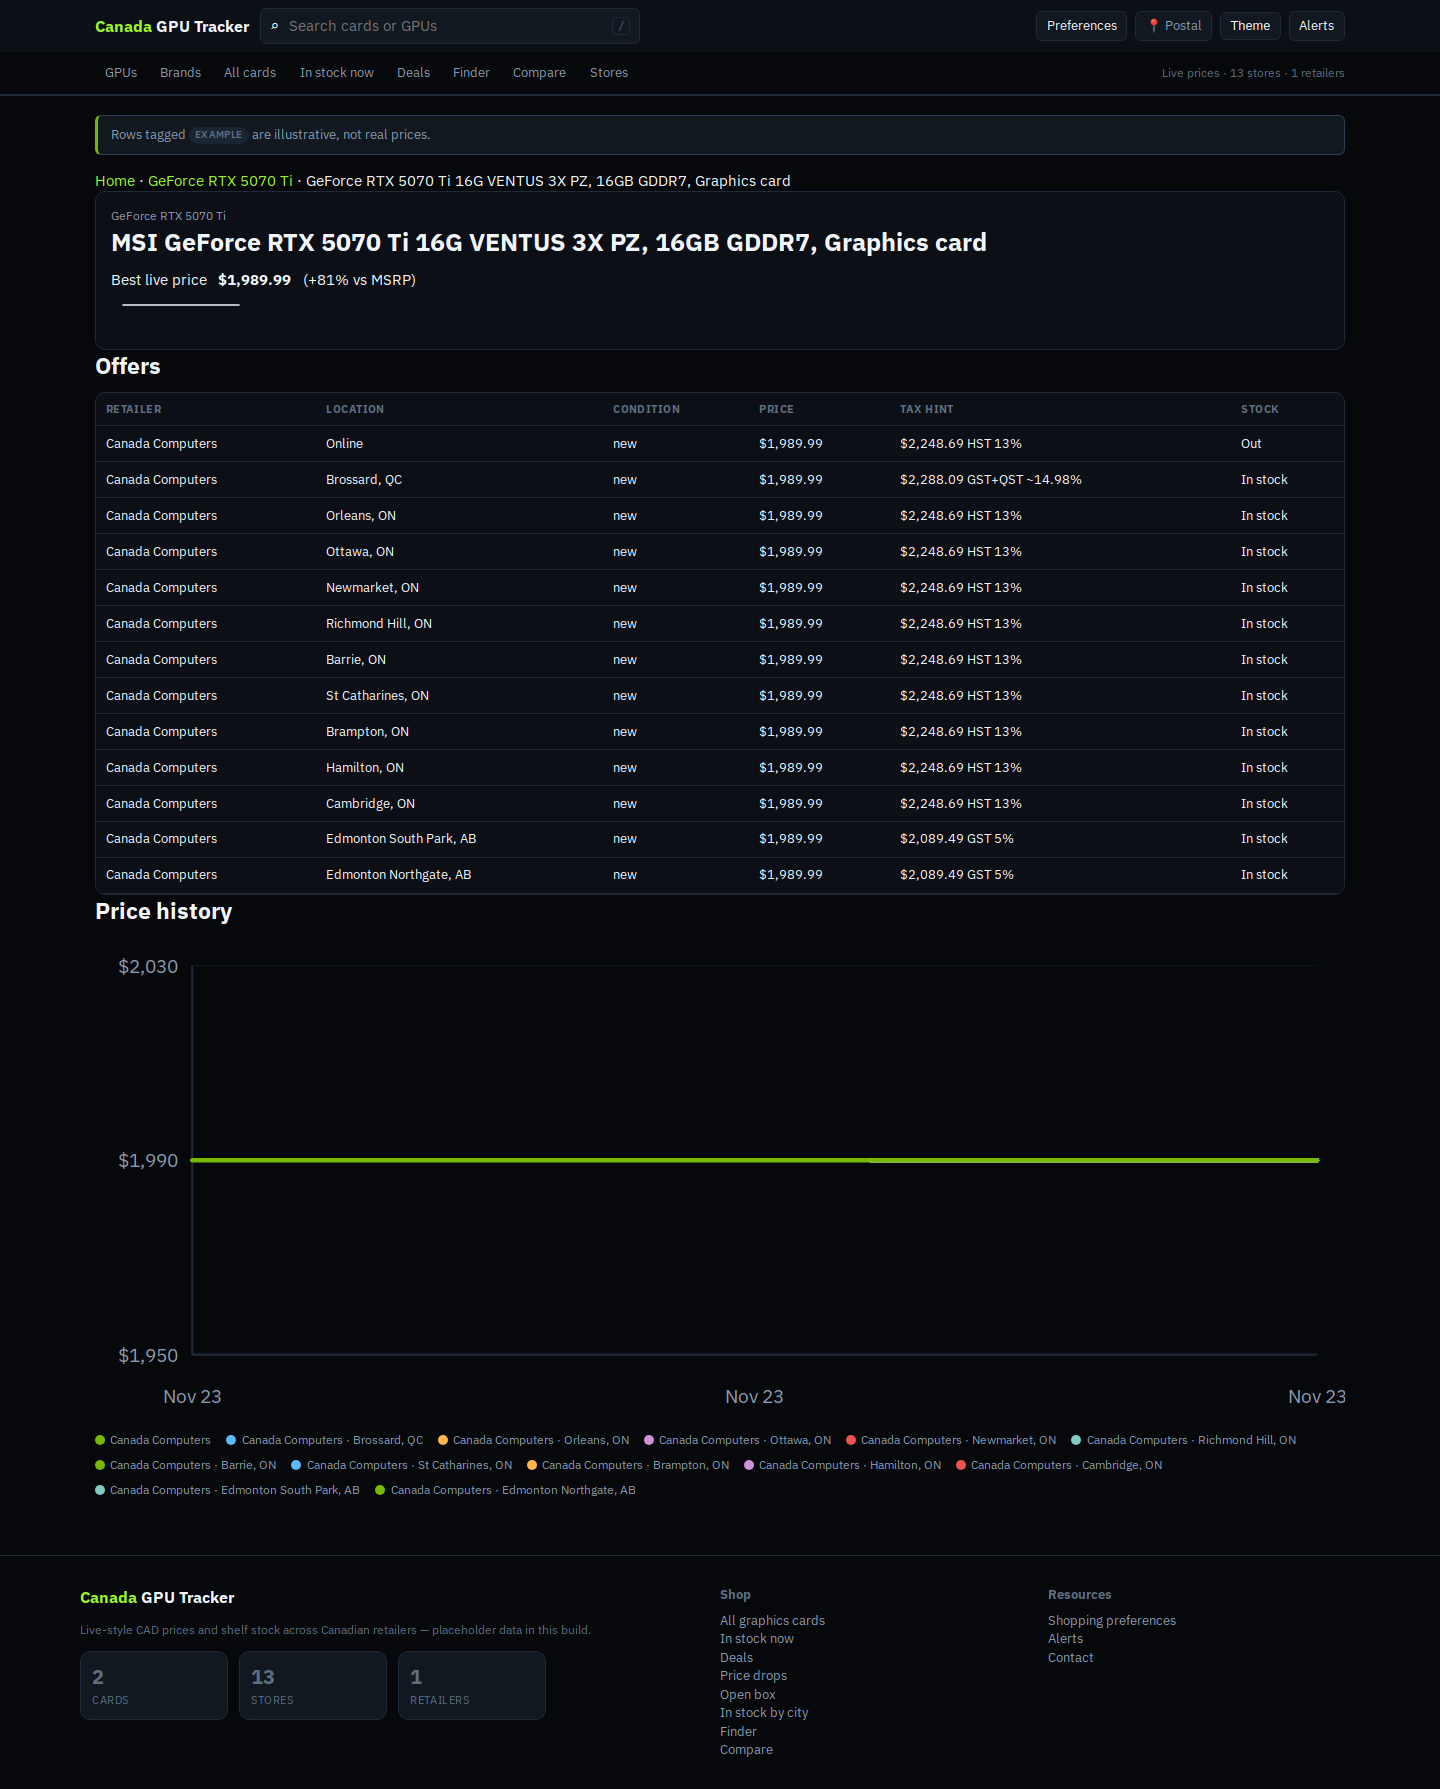 Canada GPU Tracker
Search cards or GPUs /
Preferences 📍 Postal Theme Alerts
GPUs Brands All cards In stock now Deals Finder Compare Stores
Live prices · 13 stores · 1 retailers
Rows tagged EXAMPLE are illustrative, not real prices.
Home · GeForce RTX 5070 Ti · GeForce RTX 5070 Ti 16G VENTUS 3X PZ, 16GB GDDR7, Graphics card
GeForce RTX 5070 Ti
MSI GeForce RTX 5070 Ti 16G VENTUS 3X PZ, 16GB GDDR7, Graphics card
Best live price $1,989.99 (+81% vs MSRP)
Offers
RETAILER LOCATION CONDITION PRICE TAX HINT STOCK
Canada Computers Online new $1,989.99 $2,248.69 HST 13% Out
Canada Computers Brossard, QC new $1,989.99 $2,288.09 GST+QST ~14.98% In stock
Canada Computers Orleans, ON new $1,989.99 $2,248.69 HST 13% In stock
Canada Computers Ottawa, ON new $1,989.99 $2,248.69 HST 13% In stock
Canada Computers Newmarket, ON new $1,989.99 $2,248.69 HST 13% In stock
Canada Computers Richmond Hill, ON new $1,989.99 $2,248.69 HST 13% In stock
Canada Computers Barrie, ON new $1,989.99 $2,248.69 HST 13% In stock
Canada Computers St Catharines, ON new $1,989.99 $2,248.69 HST 13% In stock
Canada Computers Brampton, ON new $1,989.99 $2,248.69 HST 13% In stock
Canada Computers Hamilton, ON new $1,989.99 $2,248.69 HST 13% In stock
Canada Computers Cambridge, ON new $1,989.99 $2,248.69 HST 13% In stock
Canada Computers Edmonton South Park, AB new $1,989.99 $2,089.49 GST 5% In stock
Canada Computers Edmonton Northgate, AB new $1,989.99 $2,089.49 GST 5% In stock
Price history
$2,030
$1,990
$1,950
Nov 23 Nov 23 Nov 23
Canada Computers Canada Computers · Brossard, QC Canada Computers · Orleans, ON Canada Computers · Ottawa, ON Canada Computers · Newmarket, ON Canada Computers · Richmond Hill, ON
Canada Computers · Barrie, ON Canada Computers · St Catharines, ON Canada Computers · Brampton, ON Canada Computers · Hamilton, ON Canada Computers · Cambridge, ON
Canada Computers · Edmonton South Park, AB Canada Computers · Edmonton Northgate, AB
Canada GPU Tracker
Live-style CAD prices and shelf stock across Canadian retailers — placeholder data in this build.
2 CARDS
13 STORES
1 RETAILERS
Shop
All graphics cards
In stock now
Deals
Price drops
Open box
In stock by city
Finder
Compare
Resources
Shopping preferences
Alerts
Contact